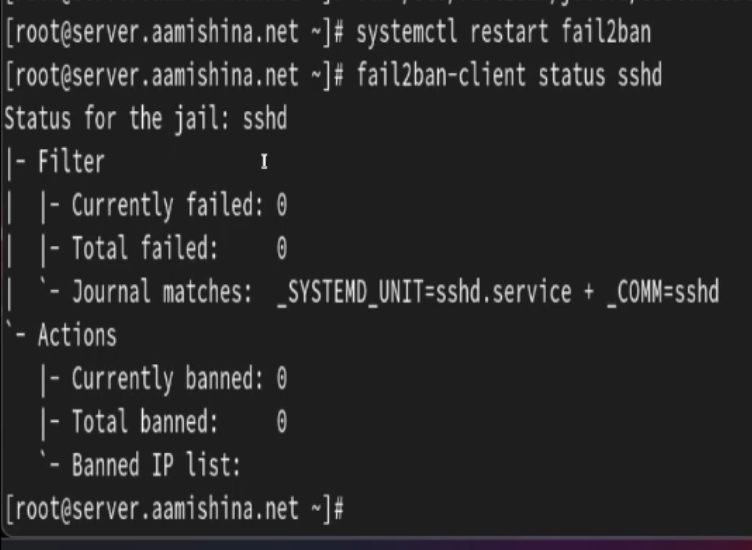 [root@server.aamishina.net ~]# systemctl restart fail2ban
[root@server.aamishina.net ~]# fail2ban-client status sshd
Status for the jail: sshd
|- Filter
|  |- Currently failed: 0
|  |- Total failed:     0
|  `- Journal matches:  _SYSTEMD_UNIT=sshd.service + _COMM=sshd
`- Actions
   |- Currently banned: 0
   |- Total banned:     0
   `- Banned IP list:
[root@server.aamishina.net ~]#